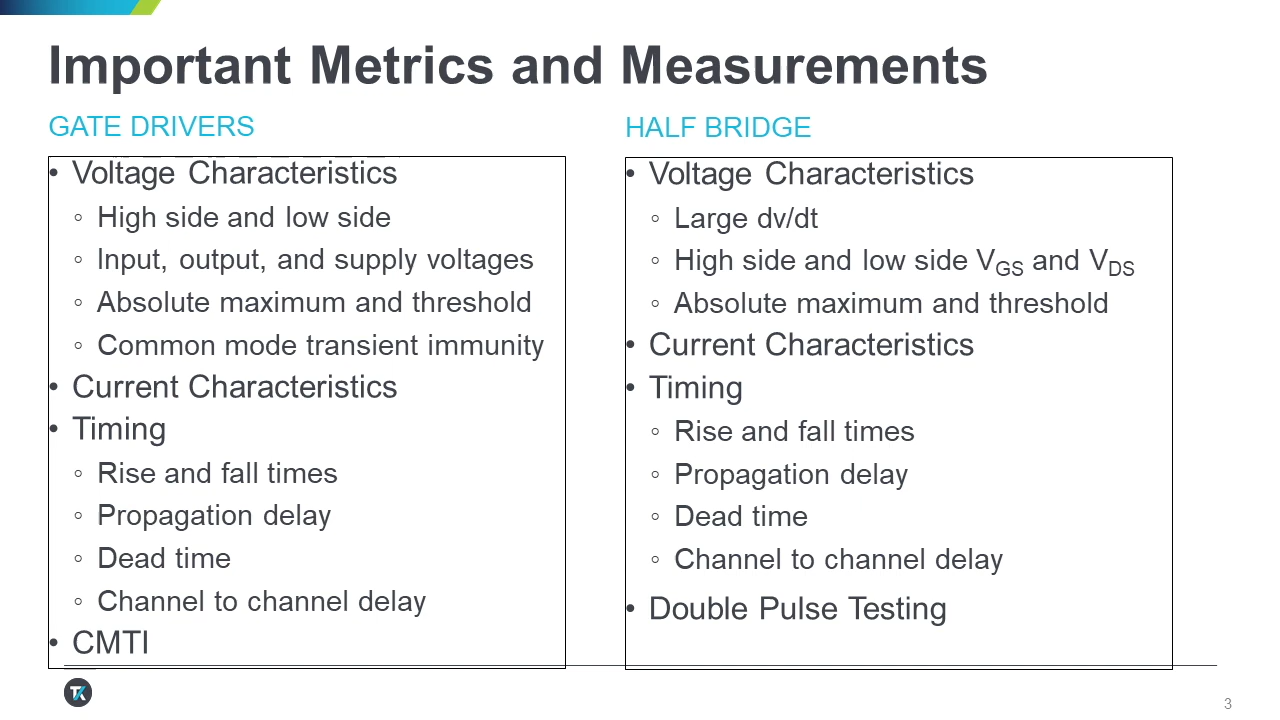 Important Metrics and Measurements
GATE DRIVERS
• Voltage Characteristics
◦ High side and low side
◦ Input, output, and supply voltages
◦ Absolute maximum and threshold
◦ Common mode transient immunity
• Current Characteristics
• Timing
◦ Rise and fall times
◦ Propagation delay
◦ Dead time
◦ Channel to channel delay
• CMTI
HALF BRIDGE
• Voltage Characteristics
◦ Large dv/dt
◦ High side and low side VGS and VDS
◦ Absolute maximum and threshold
• Current Characteristics
• Timing
◦ Rise and fall times
◦ Propagation delay
◦ Dead time
◦ Channel to channel delay
• Double Pulse Testing
TK
3